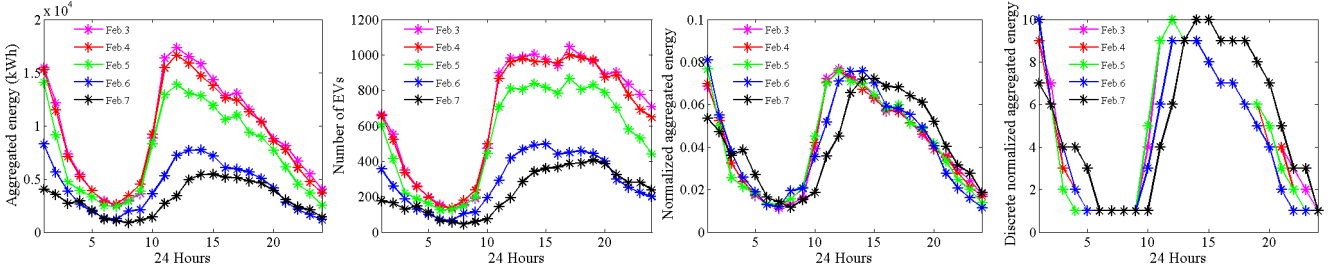 Aggregated energy (kWh)
2 x 10^4
1.5
1
0.5
0
5 10 15 20
24 Hours
Feb.3
Feb.4
Feb.5
Feb.6
Feb.7
Number of EVs
1200
1000
800
600
400
200
0
5 10 15 20
24 Hours
Feb.3
Feb.4
Feb.5
Feb.6
Feb.7
Normalized aggregated energy
0.1
0.08
0.06
0.04
0.02
0
5 10 15 20
24 Hours
Feb.3
Feb.4
Feb.5
Feb.6
Feb.7
Discrete normalized aggregated energy
10
8
6
4
2
0
5 10 15 20
24 Hours
Feb.3
Feb.4
Feb.5
Feb.6
Feb.7